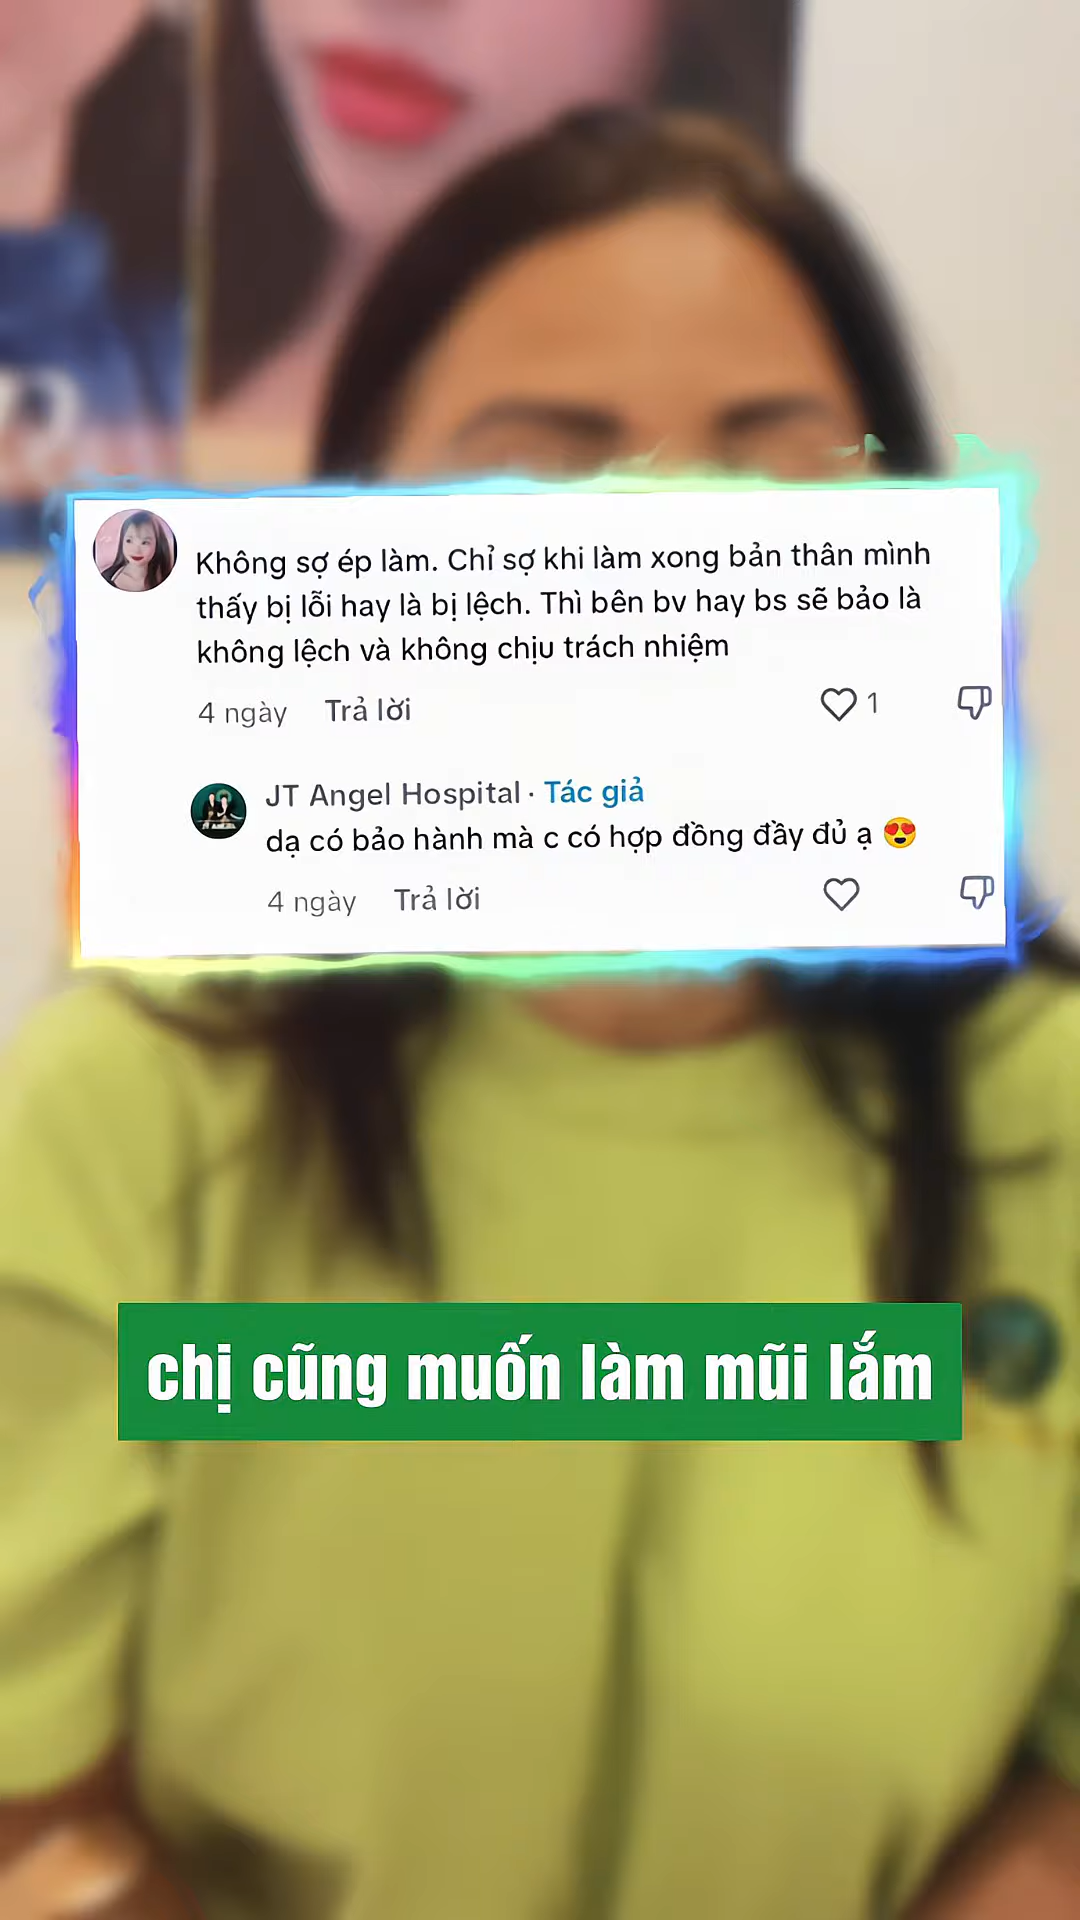 Không sợ ép làm. Chỉ sợ khi làm xong bản thân mình
thấy bị lỗi hay là bị lệch. Thì bên bv hay bs sẽ bảo là
không lệch và không chịu trách nhiệm
4 ngày Trả lời 1
JT Angel Hospital · Tác giả
dạ có bảo hành mà c có hợp đồng đầy đủ ạ 😍
4 ngày Trả lời
chị cũng muốn làm mũi lắm